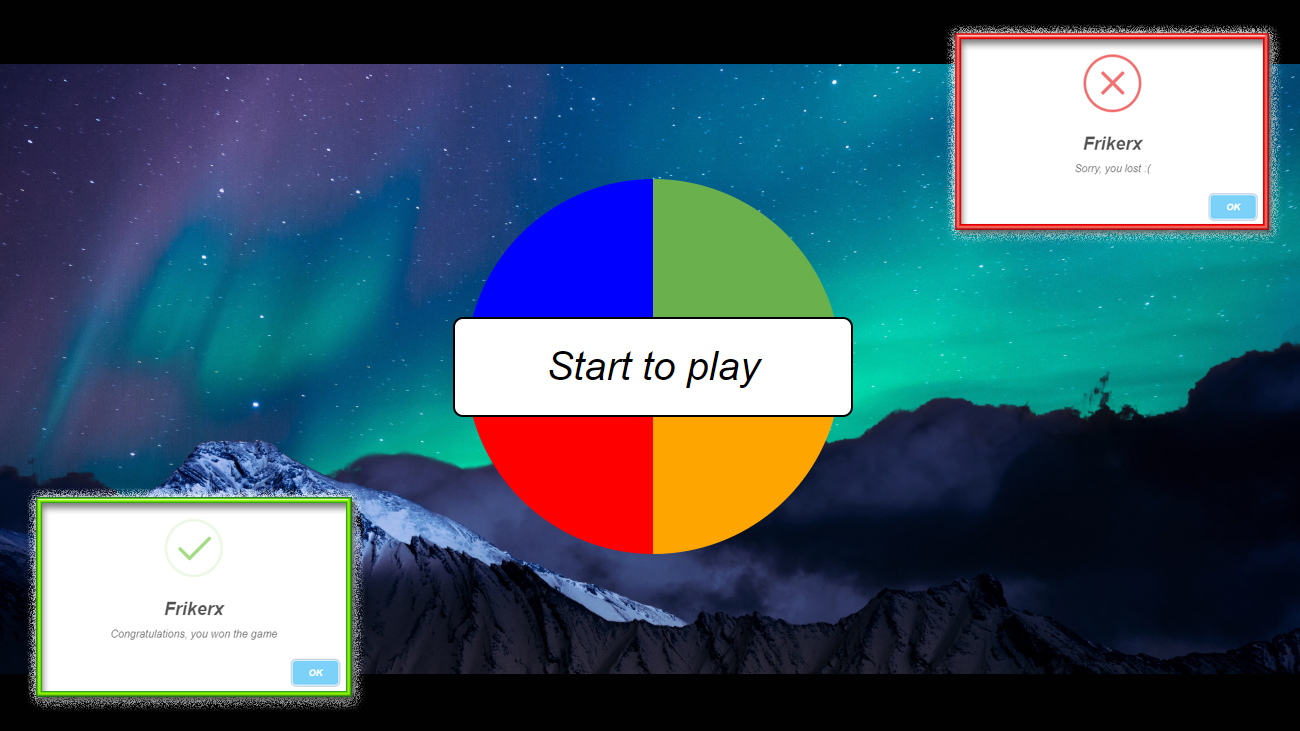 Frikerx
Sorry, you lost :(
OK
Start to play
Frikerx
Congratulations, you won the game
OK